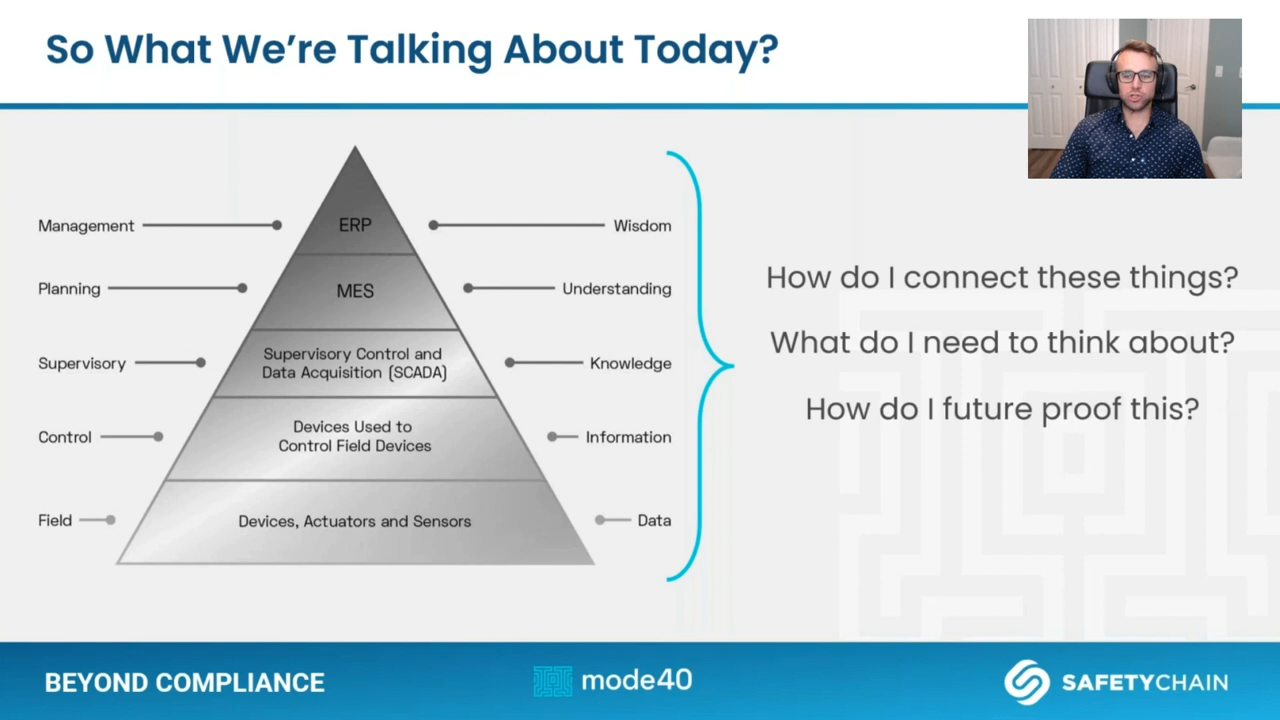 So What We're Talking About Today?
Management
ERP
Wisdom
Planning
MES
Understanding
Supervisory
Supervisory Control and
Data Acquisition (SCADA)
Knowledge
Control
Devices Used to
Control Field Devices
Information
Field
Devices, Actuators and Sensors
Data
How do I connect these things?
What do I need to think about?
How do I future proof this?
BEYOND COMPLIANCE
mode40
SAFETYCHAIN